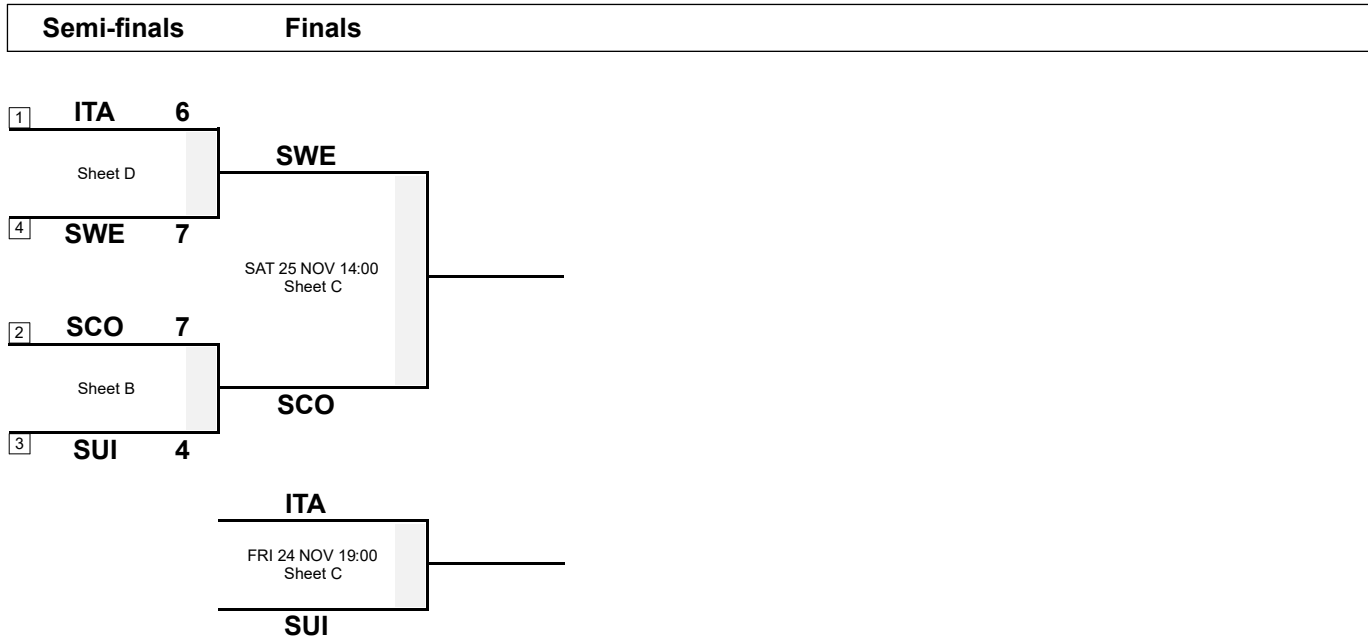 Semi-finals Finals
1 ITA 6
Sheet D
SWE
4 SWE 7
SAT 25 NOV 14:00
Sheet C
2 SCO 7
Sheet B
SCO
3 SUI 4
ITA
FRI 24 NOV 19:00
Sheet C
SUI